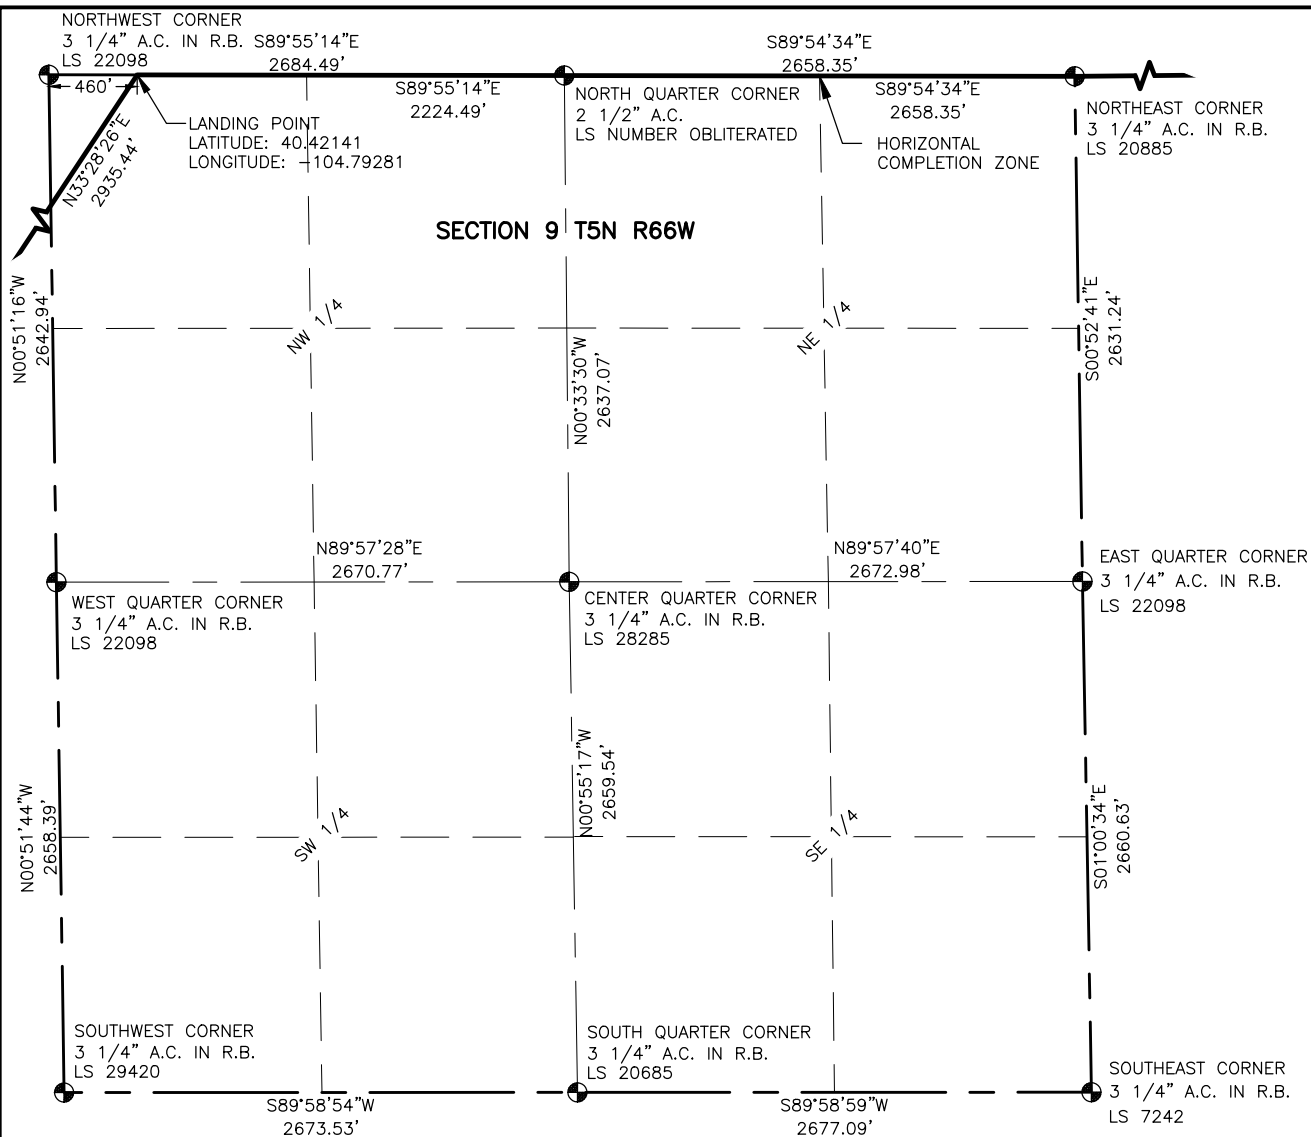 NORTHWEST CORNER
3 1/4" A.C. IN R.B.
LS 22098
S89°55'14"E
2684.49'
S89°54'34"E
2658.35'
460'
S89°55'14"E
2224.49'
S89°54'34"E
2658.35'
NORTH QUARTER CORNER
2 1/2" A.C.
LS NUMBER OBLITERATED
NORTHEAST CORNER
3 1/4" A.C. IN R.B.
LS 20885
LANDING POINT
LATITUDE: 40.42141
LONGITUDE: -104.79281
HORIZONTAL
COMPLETION ZONE
N33°28'26"E
2935.44'
SECTION 9 T5N R66W
N00°51'16"W
2642.94'
NW 1/4
NE 1/4
N00°33'30"W
2637.07'
S00°52'41"E
2631.24'
N89°57'28"E
2670.77'
N89°57'40"E
2672.98'
WEST QUARTER CORNER
3 1/4" A.C. IN R.B.
LS 22098
CENTER QUARTER CORNER
3 1/4" A.C. IN R.B.
LS 28285
EAST QUARTER CORNER
3 1/4" A.C. IN R.B.
LS 22098
N00°51'44"W
2658.39'
SW 1/4
N00°55'17"W
2659.54'
SE 1/4
S01°00'34"E
2660.63'
SOUTHWEST CORNER
3 1/4" A.C. IN R.B.
LS 29420
SOUTH QUARTER CORNER
3 1/4" A.C. IN R.B.
LS 20685
SOUTHEAST CORNER
3 1/4" A.C. IN R.B.
LS 7242
S89°58'54"W
2673.53'
S89°58'59"W
2677.09'